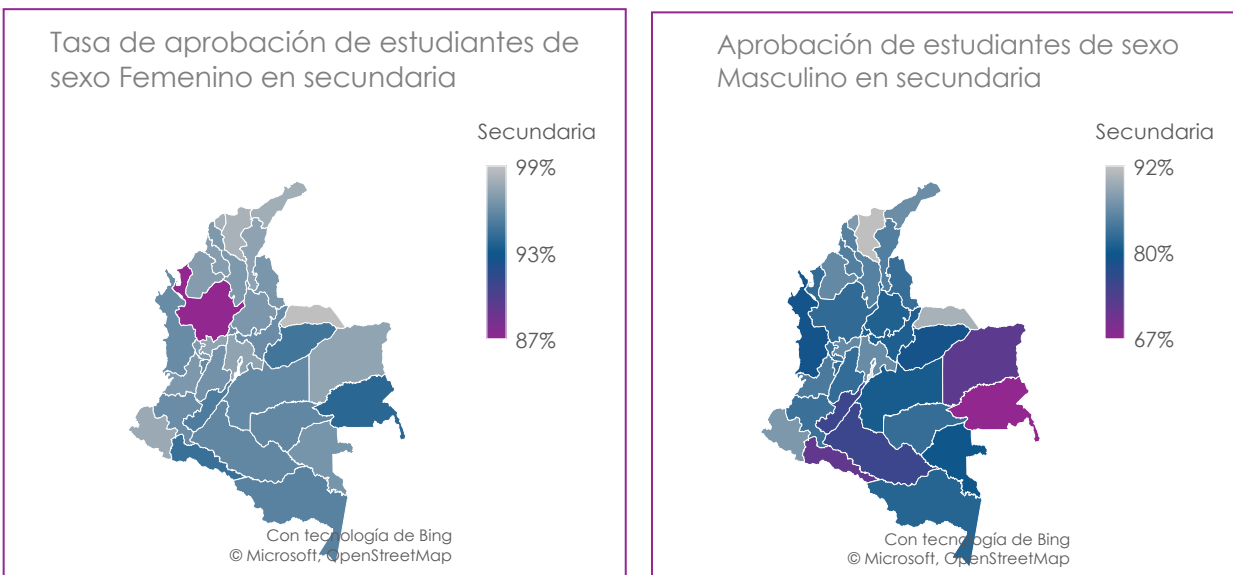 Tasa de aprobación de estudiantes de
sexo Femenino en secundaria
Secundaria
99%
93%
87%
Con tecnología de Bing
© Microsoft, OpenStreetMap
Aprobación de estudiantes de sexo
Masculino en secundaria
Secundaria
92%
80%
67%
Con tecnología de Bing
© Microsoft, OpenStreetMap